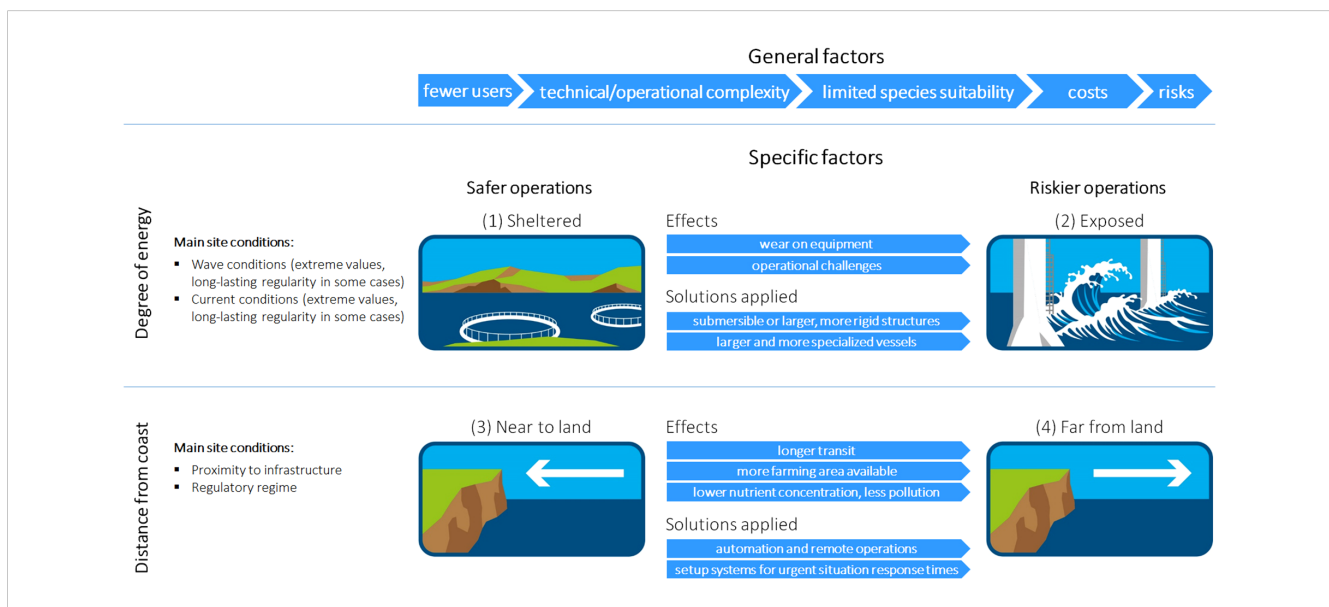 General factors
fewer users
technical/operational complexity
limited species suitability
costs
risks
Specific factors
Safer operations
Riskier operations
Degree of energy
Main site conditions:
▪ Wave conditions (extreme values,
long-lasting regularity in some cases)
▪ Current conditions (extreme values,
long-lasting regularity in some cases)
(1) Sheltered
Effects
wear on equipment
operational challenges
Solutions applied
submersible or larger, more rigid structures
larger and more specialized vessels
(2) Exposed
Distance from coast
Main site conditions:
▪ Proximity to infrastructure
▪ Regulatory regime
(3) Near to land
Effects
longer transit
more farming area available
lower nutrient concentration, less pollution
Solutions applied
automation and remote operations
setup systems for urgent situation response times
(4) Far from land